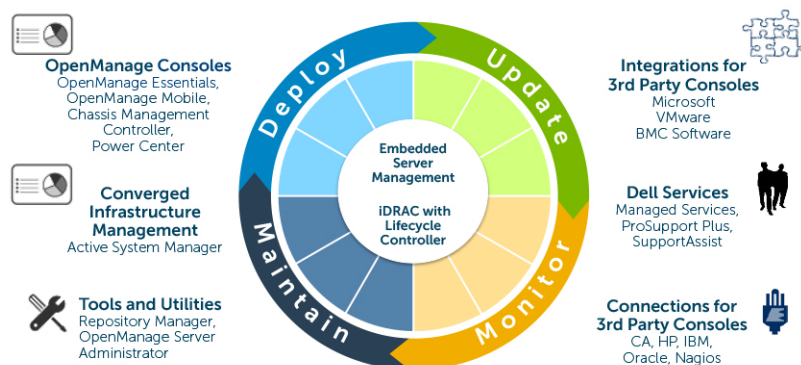 OpenManage Consoles
OpenManage Essentials,
OpenManage Mobile,
Chassis Management
Controller,
Power Center
Converged
Infrastructure
Management
Active System Manager
Tools and Utilities
Repository Manager,
OpenManage Server
Administrator
Deploy
Update
Monitor
Maintain
Embedded
Server
Management
iDRAC with
Lifecycle
Controller
Integrations for
3rd Party Consoles
Microsoft
VMware
BMC Software
Dell Services
Managed Services,
ProSupport Plus,
SupportAssist
Connections for
3rd Party Consoles
CA, HP, IBM,
Oracle, Nagios